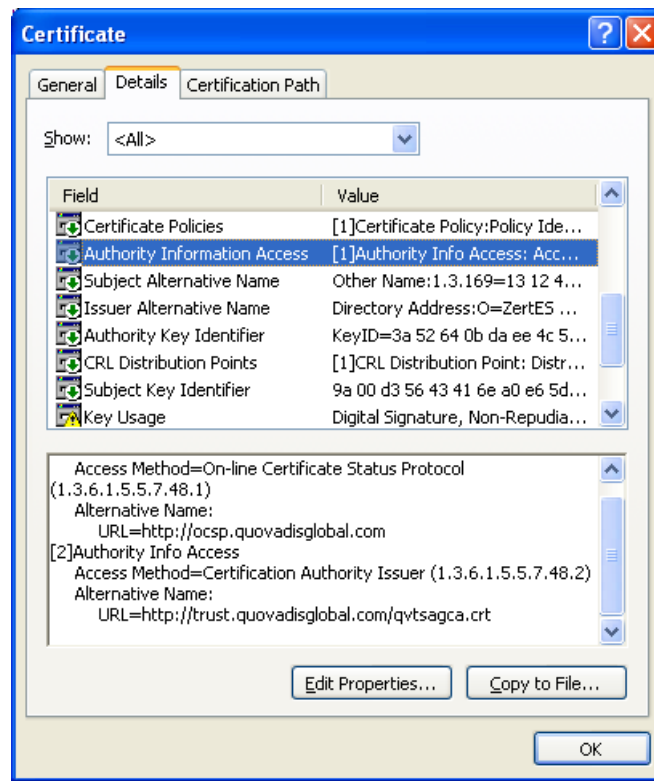 Certificate
General Details Certification Path
Show: <All>
Field Value
Certificate Policies [1]Certificate Policy:Policy Ide...
Authority Information Access [1]Authority Info Access: Acc...
Subject Alternative Name Other Name:1.3.169=13 12 4...
Issuer Alternative Name Directory Address:O=ZertES ...
Authority Key Identifier KeyID=3a 52 64 0b da ee 4c 5...
CRL Distribution Points [1]CRL Distribution Point: Distr...
Subject Key Identifier 9a 00 d3 56 43 41 6e a0 e6 5d...
Key Usage Digital Signature, Non-Repudia...
Access Method=On-line Certificate Status Protocol
(1.3.6.1.5.5.7.48.1)
Alternative Name:
URL=http://ocsp.quovadisglobal.com
[2]Authority Info Access
Access Method=Certification Authority Issuer (1.3.6.1.5.5.7.48.2)
Alternative Name:
URL=http://trust.quovadisglobal.com/qvtsagca.crt
Edit Properties... Copy to File...
OK